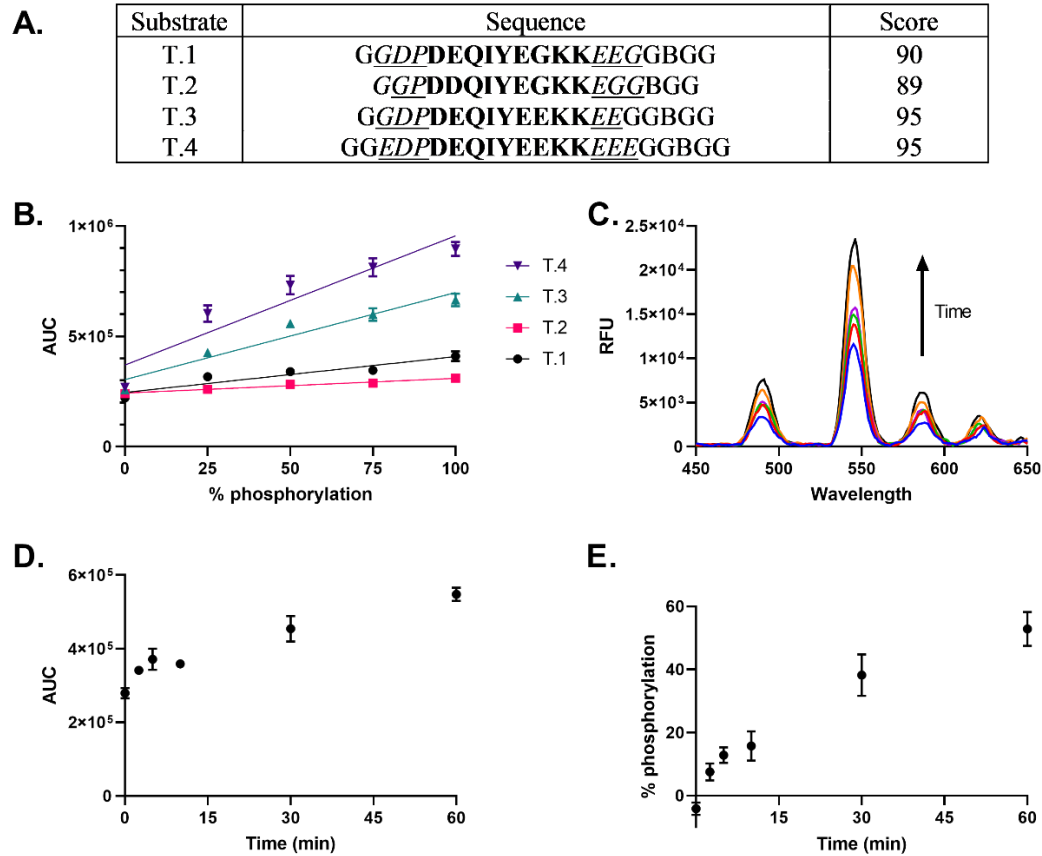 A.
Substrate Sequence Score
T.1 GGDPDEQIYEGKKEEGGGBGG 90
T.2 GGPDDQIYEGKKEGGBGG 89
T.3 GGDPDEQIYEEKKEEGGBGG 95
T.4 GGEDPDEQIYEEKKEEEGGBGG 95
B.
1×10⁶
5×10⁵
0
AUC
0 25 50 75 100
% phosphorylation
T.4
T.3
T.2
T.1
C.
2.5×10⁴
2.0×10⁴
1.5×10⁴
1.0×10⁴
5.0×10³
0
RFU
Time
450 500 550 600 650
Wavelength
D.
6×10⁵
4×10⁵
2×10⁵
0
AUC
0 15 30 45 60
Time (min)
E.
60
40
20
0
% phosphorylation
0 15 30 45 60
Time (min)